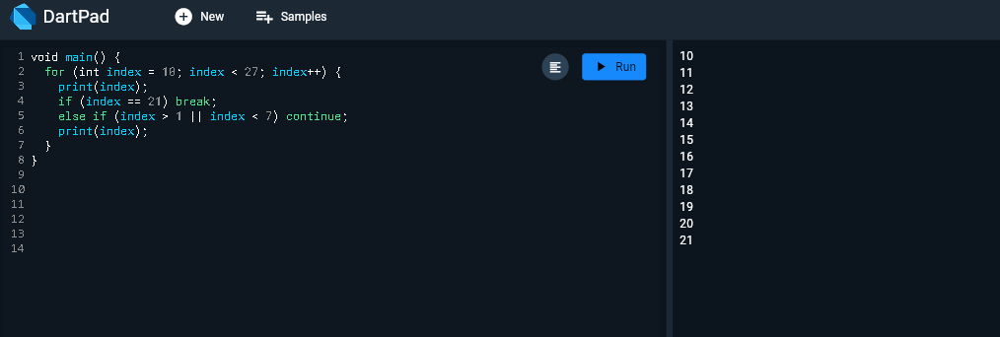 DartPad New Samples
1 void main() {
2 for (int index = 10; index < 27; index++) {
3 print(index);
4 if (index == 21) break;
5 else if (index > 1 || index < 7) continue;
6 print(index);
7 }
8 }
9
10
11
12
13
14
Run
10
11
12
13
14
15
16
17
18
19
20
21